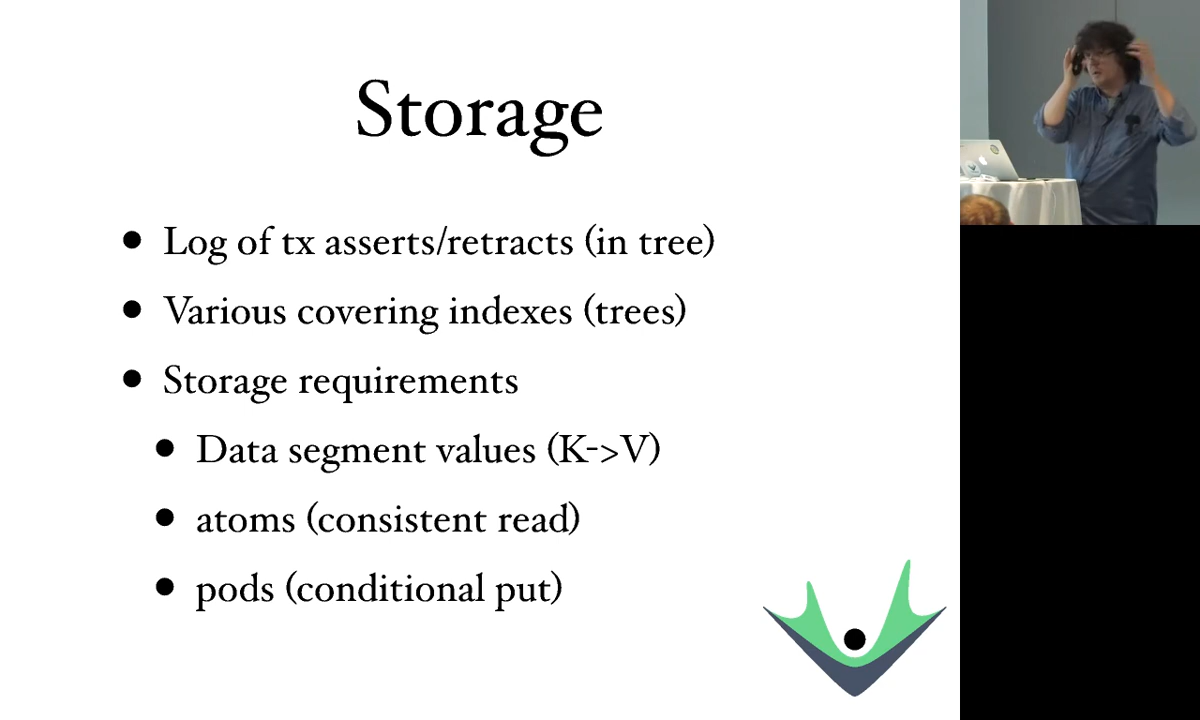 Storage
• Log of tx asserts/retracts (in tree)
• Various covering indexes (trees)
• Storage requirements
• Data segment values (K->V)
• atoms (consistent read)
• pods (conditional put)